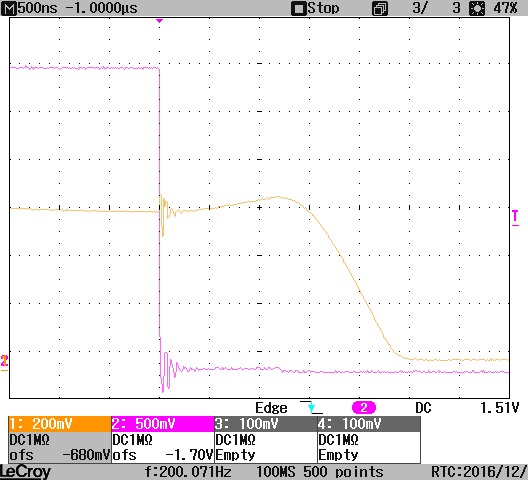 M 500ns -1.0000µs Stop 3/ 3 47%
T
2
Edge 2 DC 1.51V
1: 200mV 2: 500mV 3: 100mV 4: 100mV
DC1MΩ DC1MΩ DC1MΩ DC1MΩ
ofs -680mV ofs -1.70V Empty Empty
LeCroy f:200.071Hz 100MS 500 points RTC:2016/12/